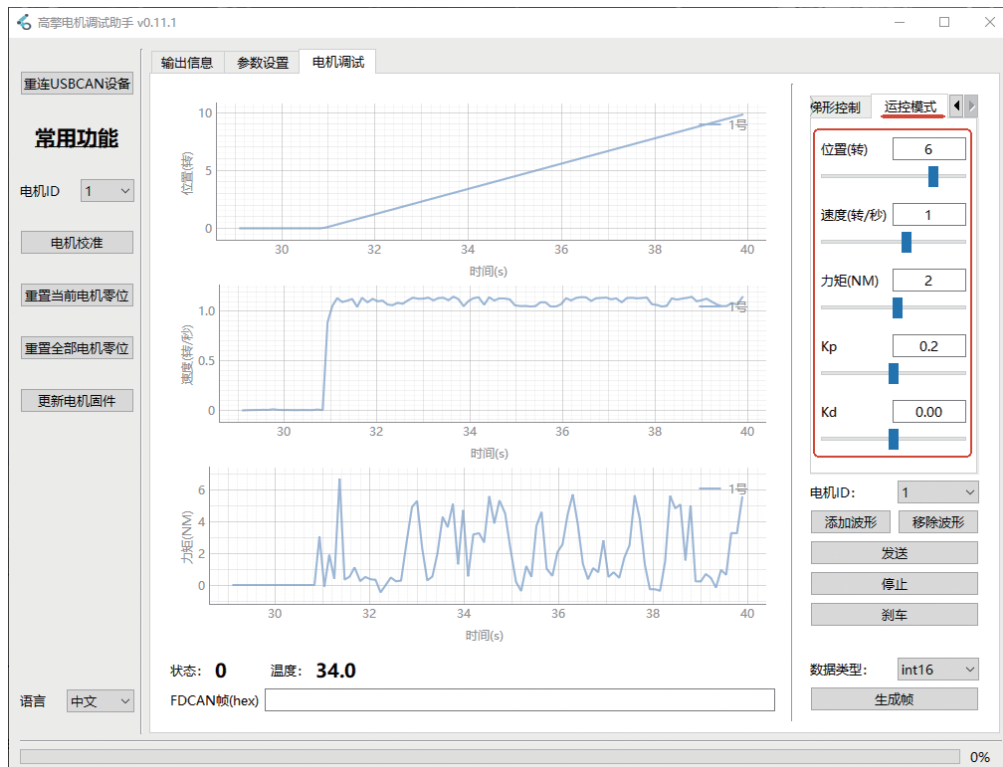 高擎电机调试助手 v0.11.1
重连USBCAN设备
常用功能
电机ID 1
电机校准
重置当前电机零位
重置全部电机零位
更新电机固件
语言 中文
输出信息 参数设置 电机调试
10
5
0
位置(转)
1号
30 32 34 36 38 40
时间(s)
1.0
0.5
0
速度(转/秒)
1号
30 32 34 36 38 40
时间(s)
6
4
2
0
力矩(NM)
1号
30 32 34 36 38 40
时间(s)
状态: 0 温度: 34.0
FDCAN帧(hex)
梯形控制 运控模式
位置(转) 6
速度(转/秒) 1
力矩(NM) 2
Kp 0.2
Kd 0.00
电机ID: 1
添加波形 移除波形
发送
停止
刹车
数据类型: int16
生成帧
0%